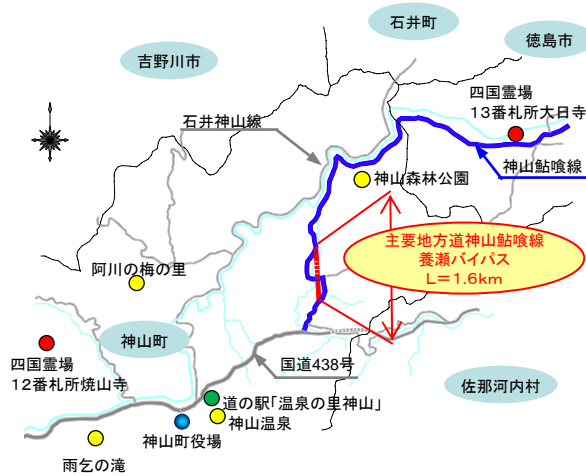 石井町
徳島市
吉野川市
四国霊場
13番札所大日寺
石井神山線
神山鮎喰線
神山森林公園
主要地方道神山鮎喰線
養瀬バイパス
L=1.6km
阿川の梅の里
神山町
四国霊場
12番札所焼山寺
国道438号
佐那河内村
道の駅「温泉の里神山」
神山温泉
神山町役場
雨乞の滝